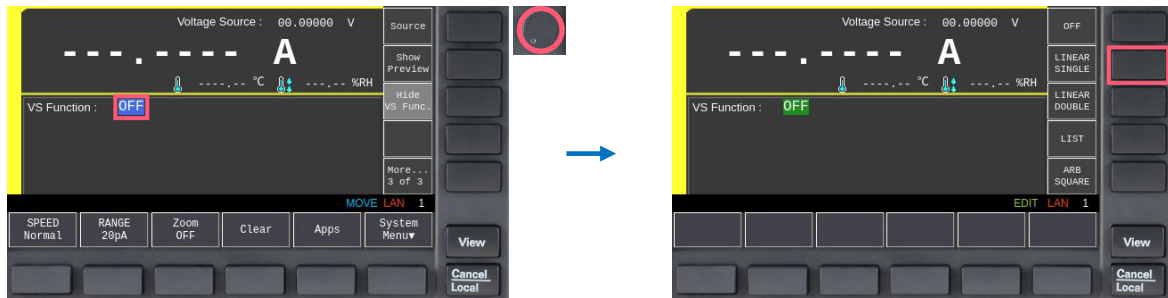 Voltage Source : 00.00000 V
---.---- A
----.-- °C ---.-- %RH
VS Function : OFF
Source
Show
Preview
Hide
VS Func.
More...
3 of 3
MOVE LAN 1
SPEED
Normal
RANGE
20pA
Zoom
OFF
Clear
Apps
System
Menu▼
View
Cancel
Local
Voltage Source : 00.00000 V
---.---- A
----.-- °C ---.-- %RH
VS Function : OFF
OFF
LINEAR
SINGLE
LINEAR
DOUBLE
LIST
ARB
SQUARE
EDIT LAN 1
View
Cancel
Local